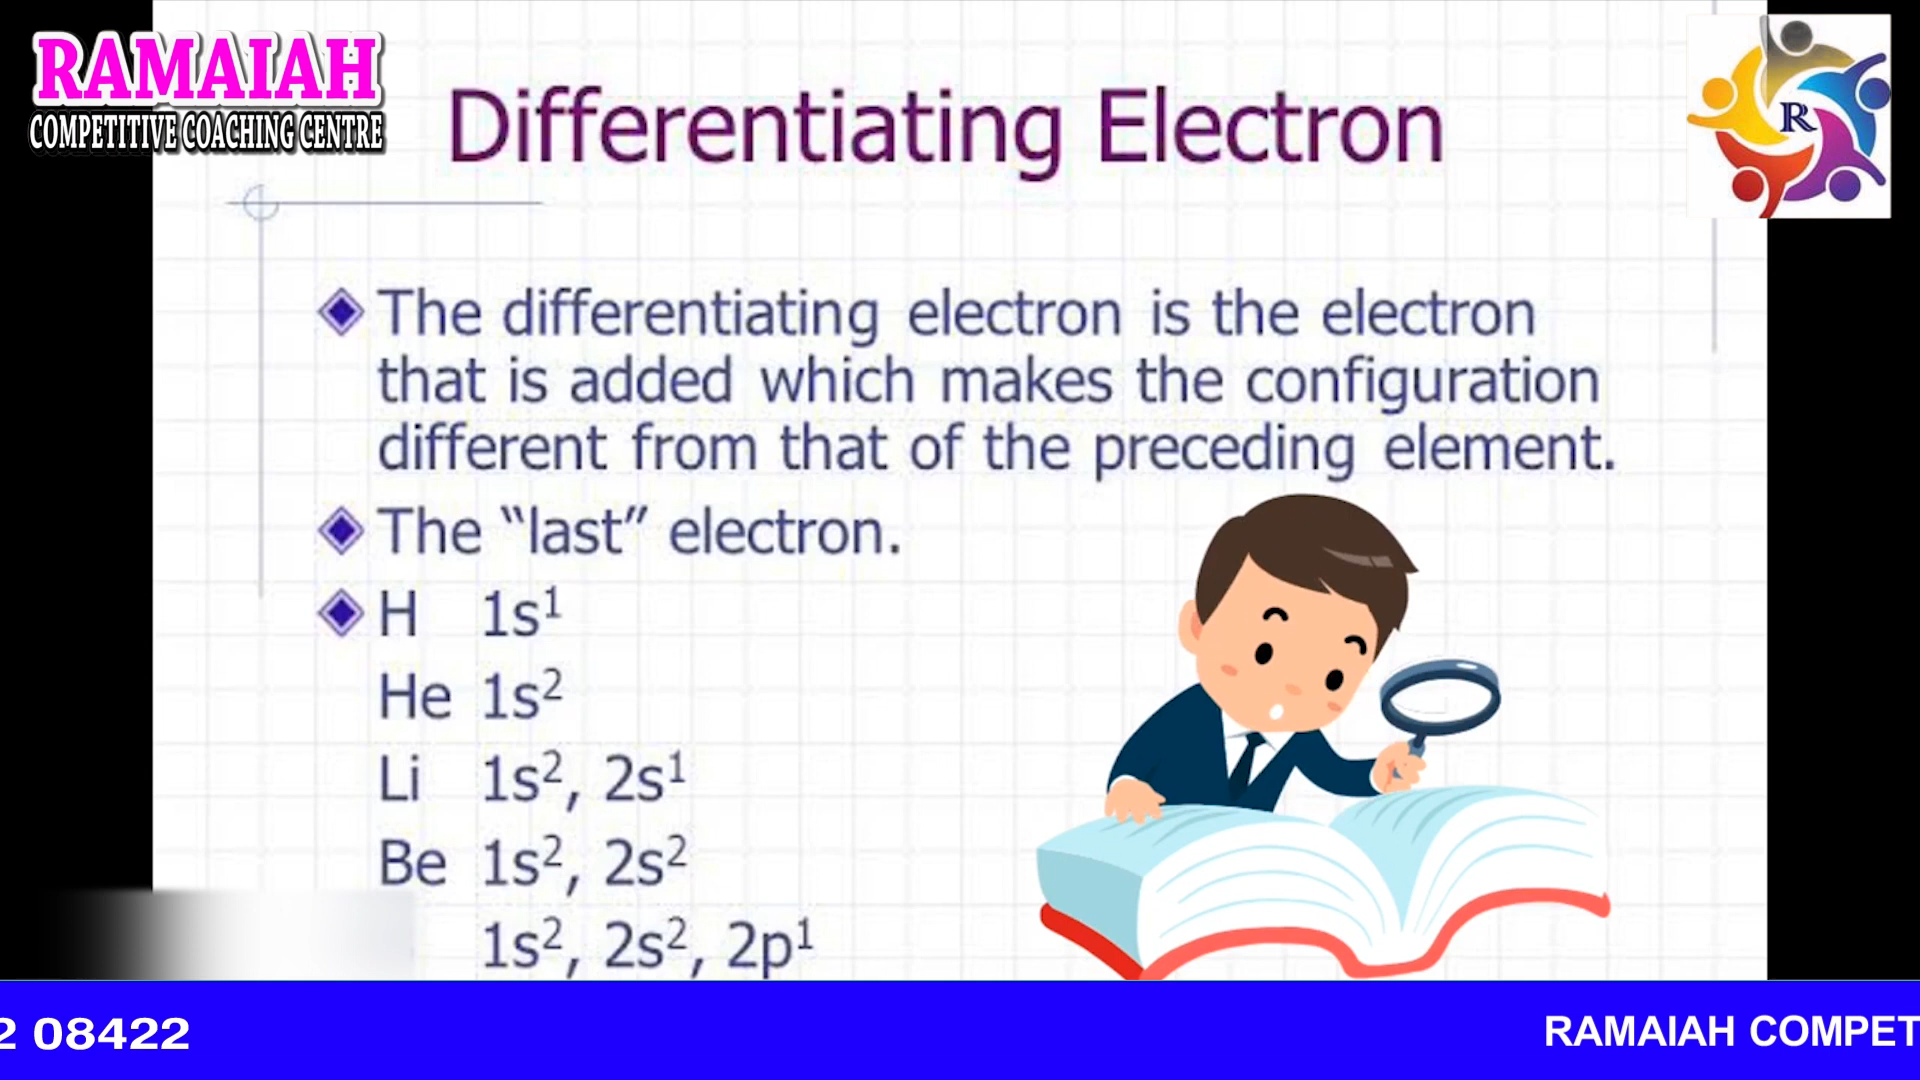 RAMAIAH
COMPETITIVE COACHING CENTRE
R
Differentiating Electron
The differentiating electron is the electron
that is added which makes the configuration
different from that of the preceding element.
The “last” electron.
H 1s¹
He 1s²
Li 1s², 2s¹
Be 1s², 2s²
1s², 2s², 2p¹
2 08422
RAMAIAH COMPET